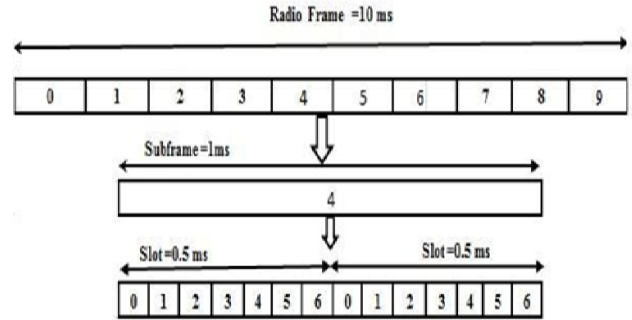 Radio Frame =10 ms
0 1 2 3 4 5 6 7 8 9
Subframe=1ms
4
Slot=0.5 ms Slot=0.5 ms
0 1 2 3 4 5 6 0 1 2 3 4 5 6